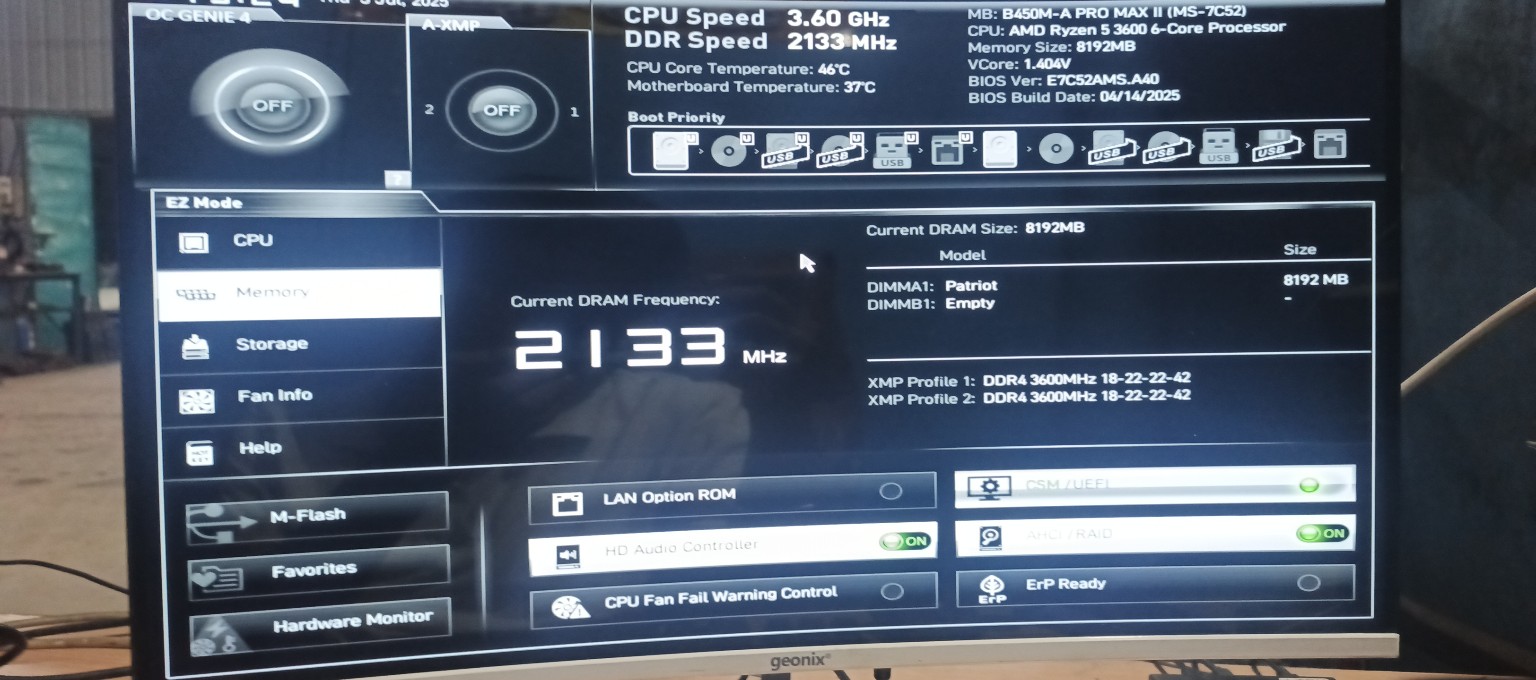 Thu 3 Jul, 2025
OC GENIE 4
A-XMP
OFF
2
OFF
1
?
CPU Speed 3.60 GHz
DDR Speed 2133 MHz
CPU Core Temperature: 46°C
Motherboard Temperature: 37°C
MB: B450M-A PRO MAX II (MS-7C52)
CPU: AMD Ryzen 5 3600 6-Core Processor
Memory Size: 8192MB
VCore: 1.404V
BIOS Ver: E7C52AMS.A40
BIOS Build Date: 04/14/2025
Boot Priority
U U U U U U
USB USB USB USB USB USB USB
EZ Mode
CPU
Memory
Storage
Fan Info
Help
HOT KEY
M-Flash
Favorites
Hardware Monitor
Current DRAM Frequency:
2133 MHz
Current DRAM Size: 8192MB
Model Size
DIMMA1: Patriot 8192 MB
DIMMB1: Empty -
XMP Profile 1: DDR4 3600MHz 18-22-22-42
XMP Profile 2: DDR4 3600MHz 18-22-22-42
LAN Option ROM
HD Audio Controller ON
CPU Fan Fail Warning Control
CSM/UEFI
AHCI/RAID ON
ErP Ready
ErP
geonix®